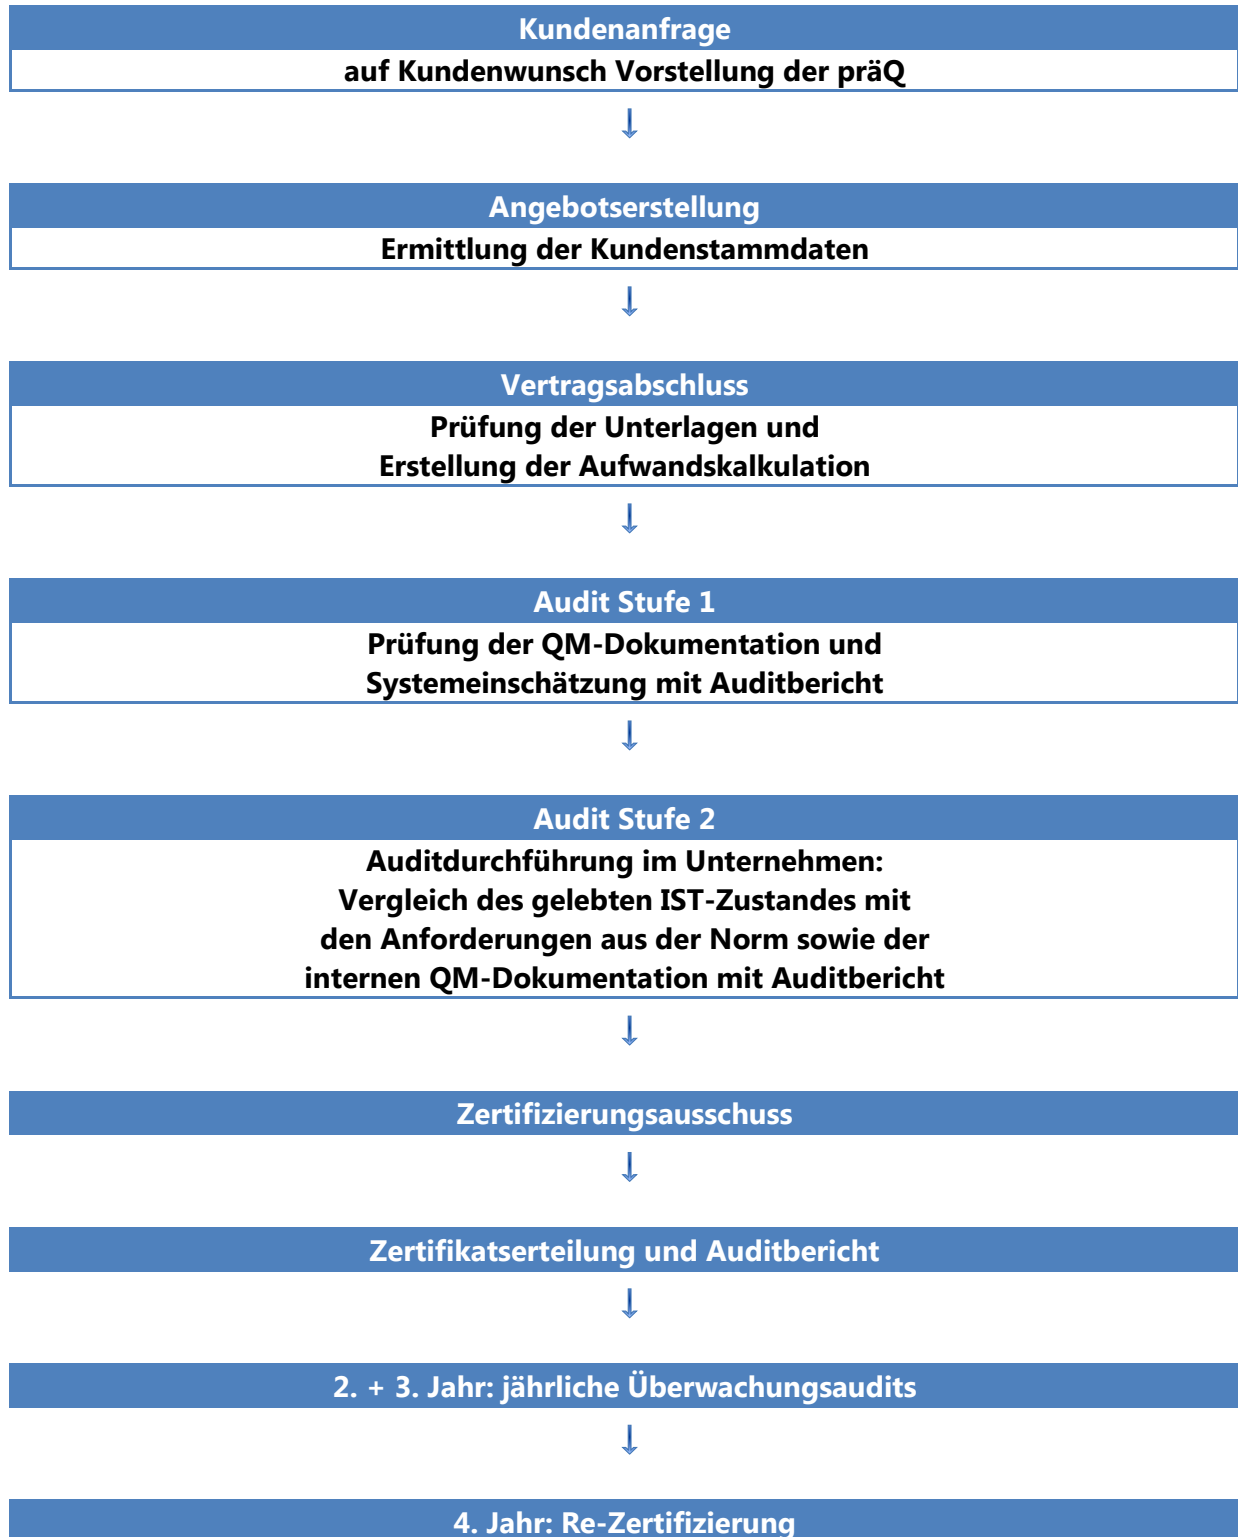 Kundenanfrage
auf Kundenwunsch Vorstellung der präQ
Angebotserstellung
Ermittlung der Kundenstammdaten
Vertragsabschluss
Prüfung der Unterlagen und
Erstellung der Aufwandskalkulation
Audit Stufe 1
Prüfung der QM-Dokumentation und
Systemeinschätzung mit Auditbericht
Audit Stufe 2
Auditdurchführung im Unternehmen:
Vergleich des gelebten IST-Zustandes mit
den Anforderungen aus der Norm sowie der
internen QM-Dokumentation mit Auditbericht
Zertifizierungsausschuss
Zertifikatserteilung und Auditbericht
2. + 3. Jahr: jährliche Überwachungsaudits
4. Jahr: Re-Zertifizierung